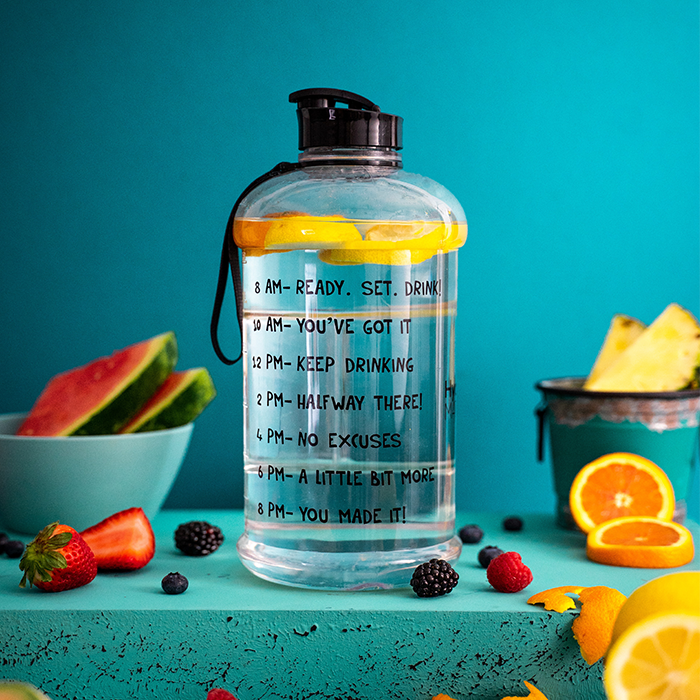 8 AM- READY. SET. DRINK!
10 AM- YOU'VE GOT IT
12 PM- KEEP DRINKING
2 PM- HALFWAY THERE!
4 PM- NO EXCUSES
6 PM- A LITTLE BIT MORE
8 PM- YOU MADE IT!